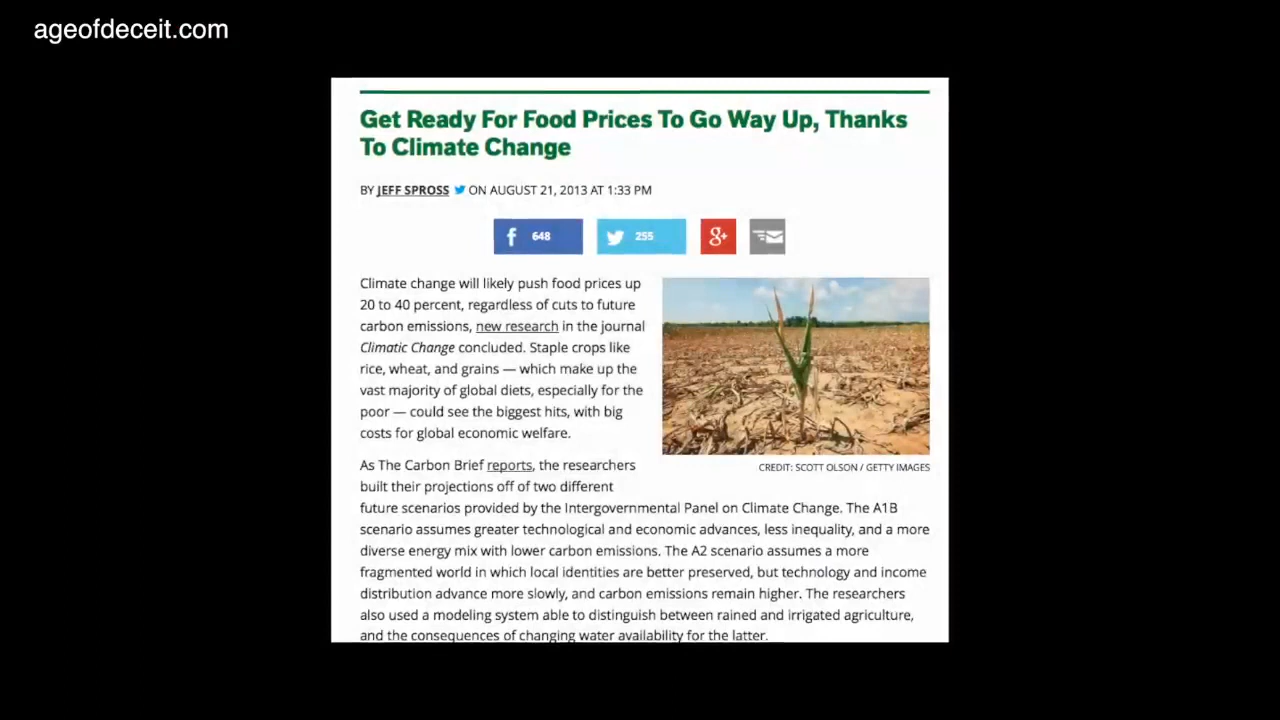 ageofdeceit.com
Get Ready For Food Prices To Go Way Up, Thanks
To Climate Change
BY JEFF SPROSS ON AUGUST 21, 2013 AT 1:33 PM
f 648
255
g+
Climate change will likely push food prices up
20 to 40 percent, regardless of cuts to future
carbon emissions, new research in the journal
Climatic Change concluded. Staple crops like
rice, wheat, and grains — which make up the
vast majority of global diets, especially for the
poor — could see the biggest hits, with big
costs for global economic welfare.
CREDIT: SCOTT OLSON / GETTY IMAGES
As The Carbon Brief reports, the researchers
built their projections off of two different
future scenarios provided by the Intergovernmental Panel on Climate Change. The A1B
scenario assumes greater technological and economic advances, less inequality, and a more
diverse energy mix with lower carbon emissions. The A2 scenario assumes a more
fragmented world in which local identities are better preserved, but technology and income
distribution advance more slowly, and carbon emissions remain higher. The researchers
also used a modeling system able to distinguish between rained and irrigated agriculture,
and the consequences of changing water availability for the latter.